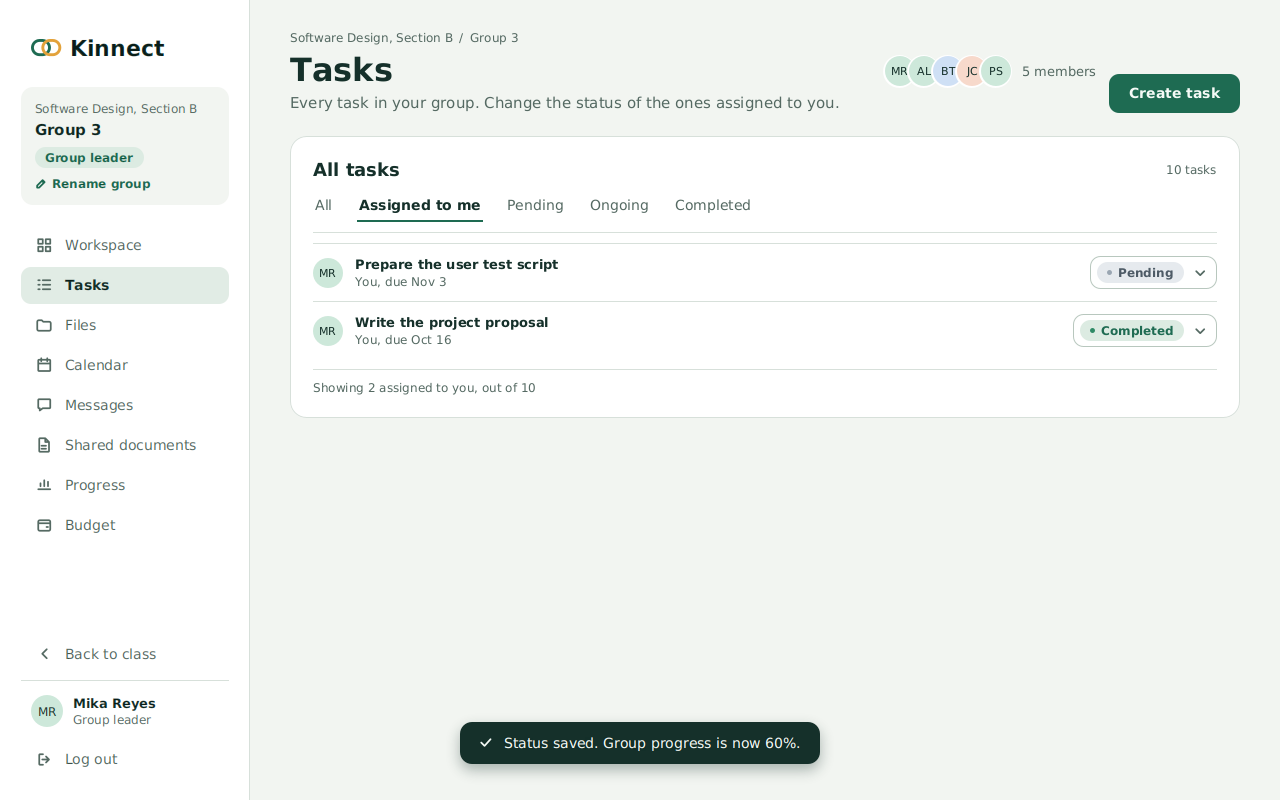 Kinnect
Software Design, Section B
Group 3
Group leader
Rename group
Workspace
Tasks
Files
Calendar
Messages
Shared documents
Progress
Budget
Back to class
MR
Mika Reyes
Group leader
Log out
Software Design, Section B / Group 3
Tasks
Every task in your group. Change the status of the ones assigned to you.
MR AL BT JC PS 5 members
Create task
All tasks
10 tasks
All Assigned to me Pending Ongoing Completed
MR
Prepare the user test script
You, due Nov 3
Pending
MR
Write the project proposal
You, due Oct 16
Completed
Showing 2 assigned to you, out of 10
Status saved. Group progress is now 60%.